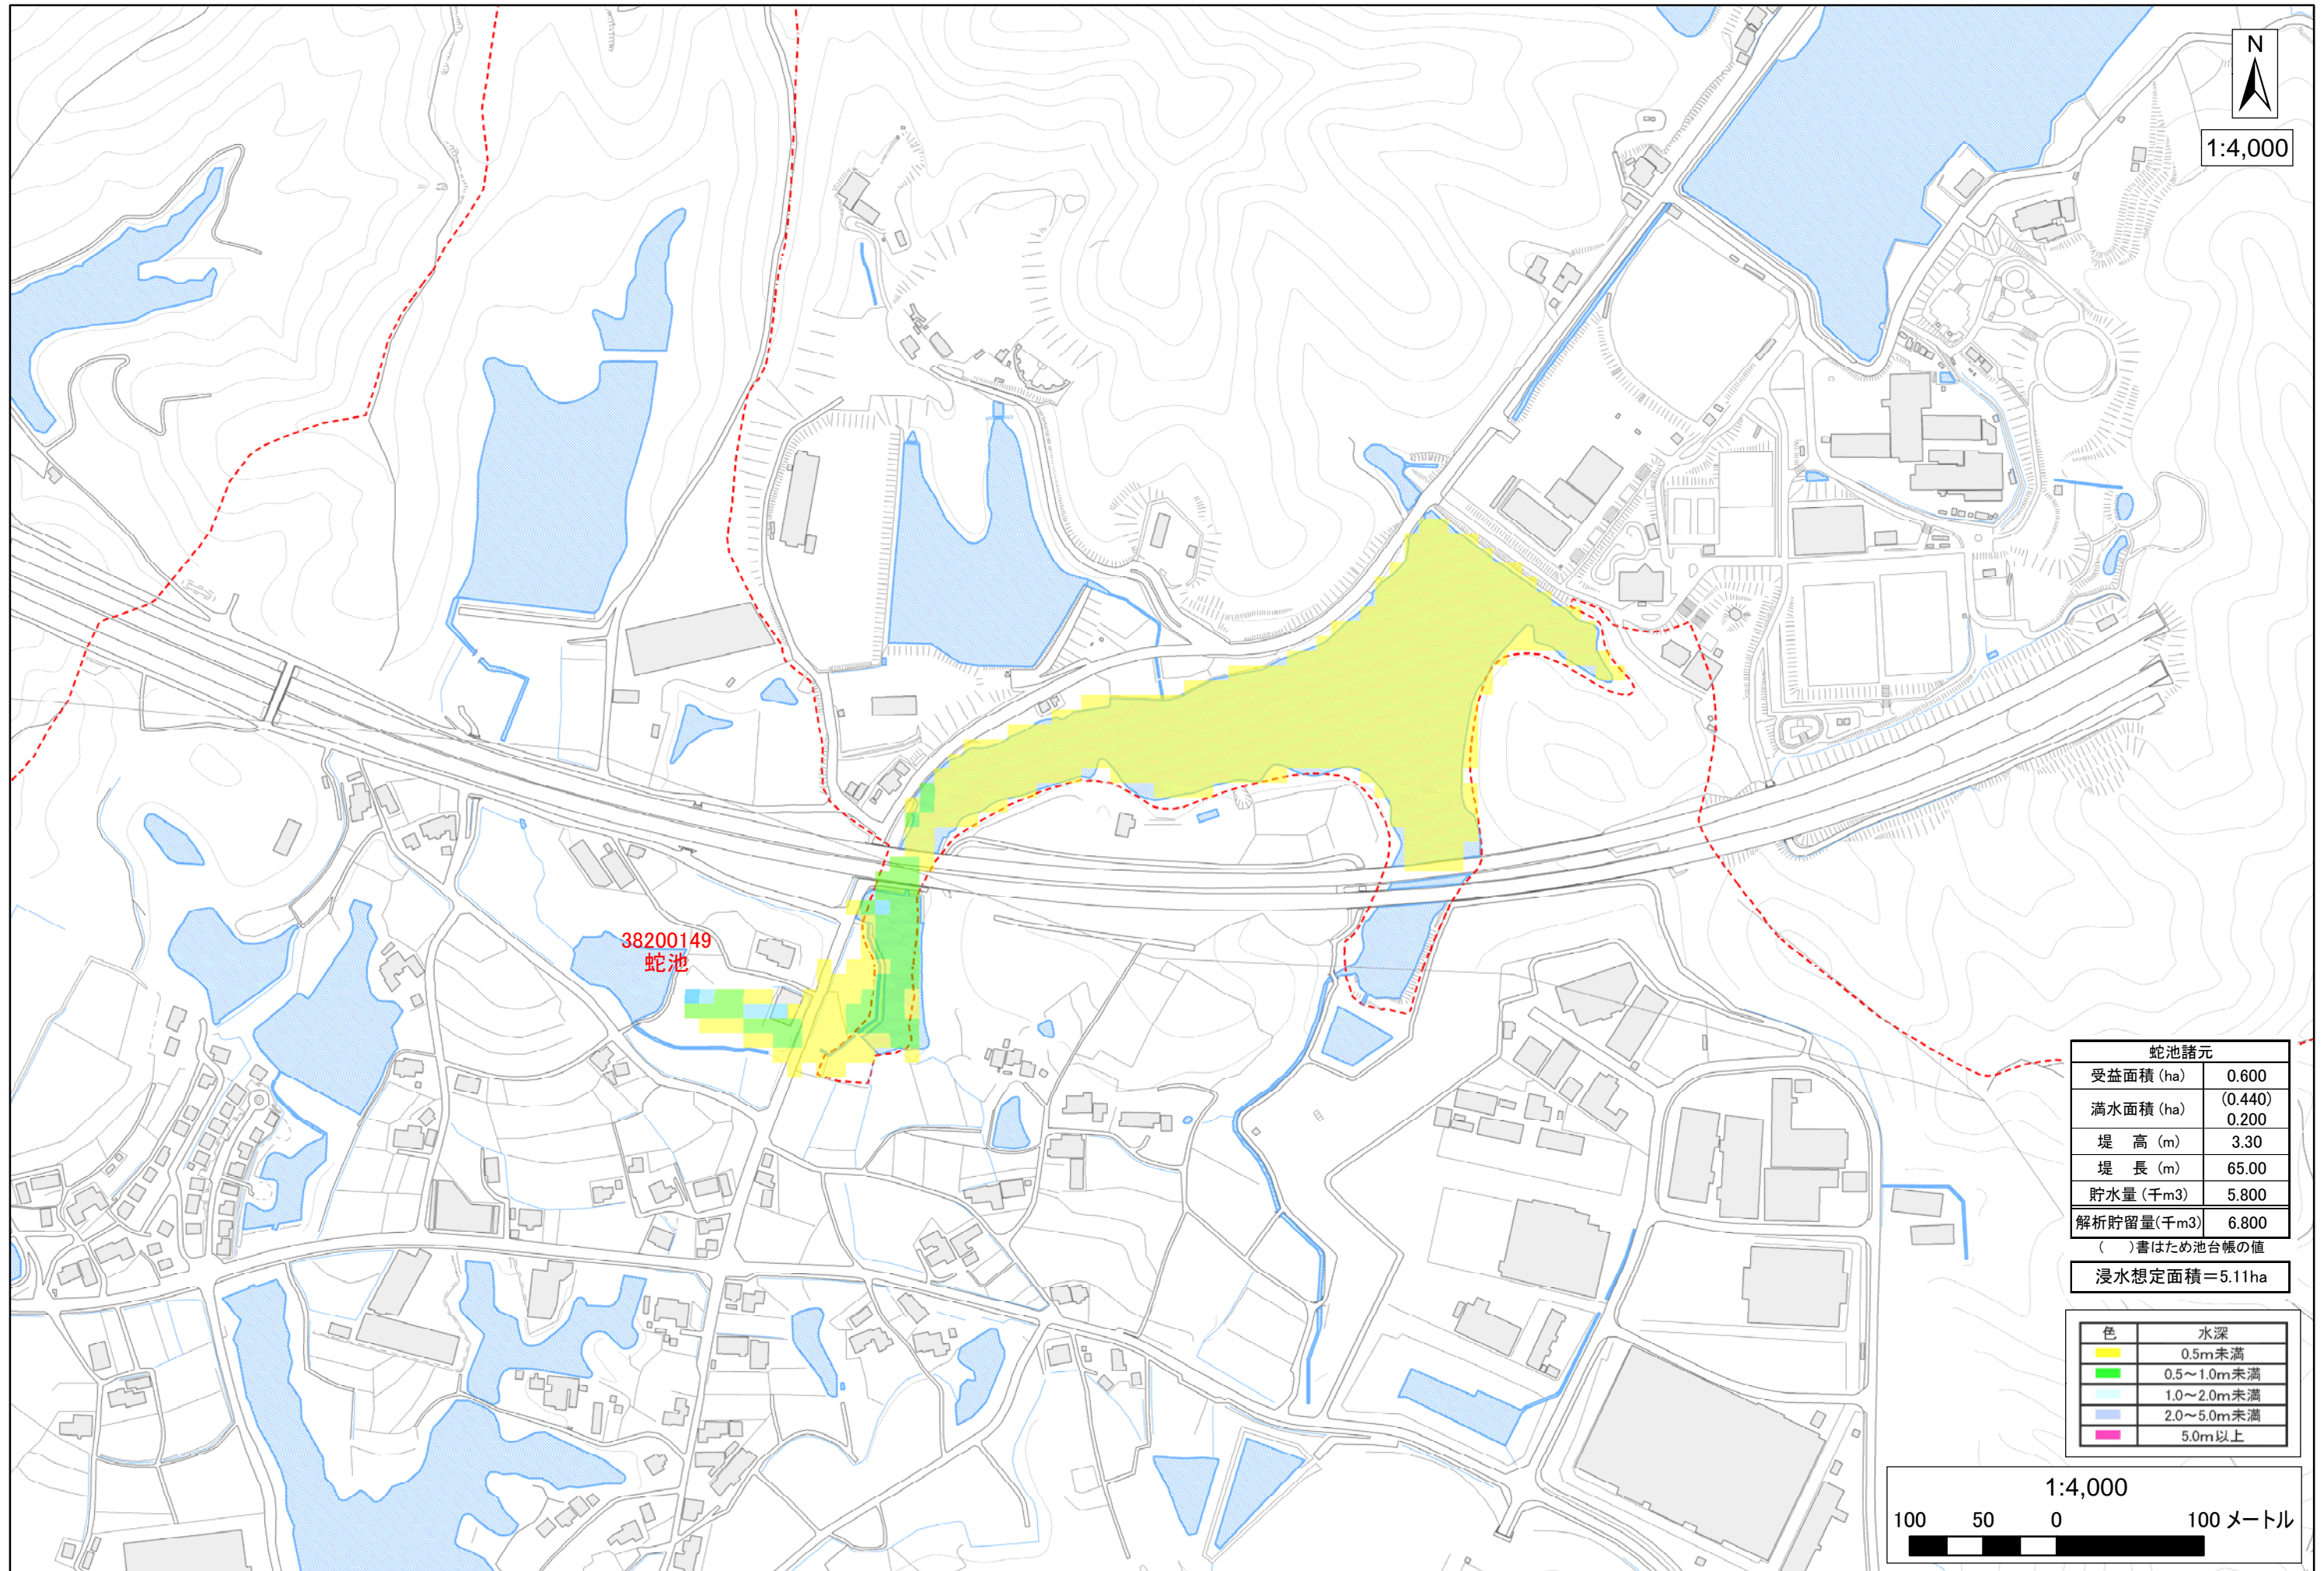 N
1:4,000
38200149
蛇池
蛇池諸元
受益面積 (ha) 0.600
満水面積 (ha) (0.440)
0.200
堤 高 (m) 3.30
堤 長 (m) 65.00
貯水量 (千m3) 5.800
解析貯留量(千m3) 6.800
( )書はため池台帳の値
浸水想定面積=5.11ha
色 水深
0.5m未満
0.5~1.0m未満
1.0~2.0m未満
2.0~5.0m未満
5.0m以上
1:4,000
100 50 0 100 メートル